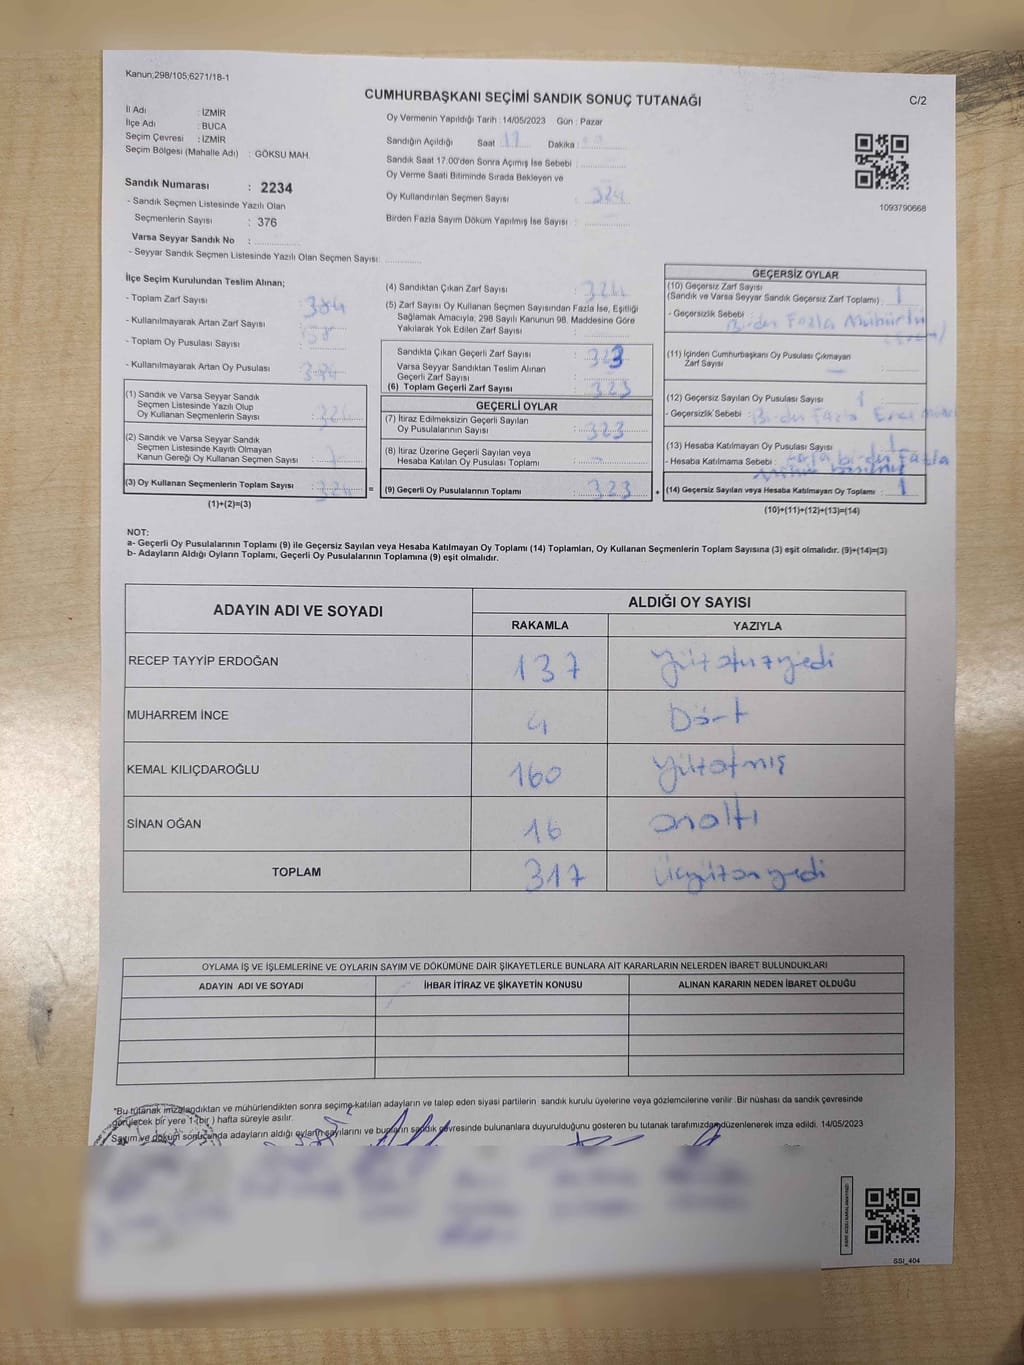 Kanun;298/105;6271/18-1
CUMHURBAŞKANI SEÇİMİ SANDIK SONUÇ TUTANAĞI
C/2
İl Adı : İZMİR
İlçe Adı : BUCA
Seçim Çevresi : İZMİR
Seçim Bölgesi (Mahalle Adı) : GÖKSU MAH.
Oy Vermenin Yapıldığı Tarih : 14/05/2023 Gün : Pazar
Sandığın Açıldığı Saat : 17 Dakika :
Sandık Saat 17.00'den Sonra Açımış İse Sebebi :
Oy Verme Saati Bitiminde Sırada Bekleyen ve
Oy Kullandırılan Seçmen Sayısı : 324
Birden Fazla Sayım Döküm Yapılmış İse Sayısı :
1093790668
Sandık Numarası : 2234
- Sandık Seçmen Listesinde Yazılı Olan
Seçmenlerin Sayısı : 376
Varsa Seyyar Sandık No :
- Seyyar Sandık Seçmen Listesinde Yazılı Olan Seçmen Sayısı :
İlçe Seçim Kurulundan Teslim Alınan;
- Toplam Zarf Sayısı : 384
- Kullanılmayarak Artan Zarf Sayısı : 58
- Toplam Oy Pusulası Sayısı :
- Kullanılmayarak Artan Oy Pusulası
(1) Sandık ve Varsa Seyyar Sandık
Seçmen Listesinde Yazılı Olup
Oy Kullanan Seçmenlerin Sayısı : 324
(2) Sandık ve Varsa Seyyar Sandık
Seçmen Listesinde Kayıtlı Olmayan
Kanun Gereği Oy Kullanan Seçmen Sayısı :
(3) Oy Kullanan Seçmenlerin Toplam Sayısı : 324 =
(1)+(2)=(3)
(4) Sandıktan Çıkan Zarf Sayısı : 324
(5) Zarf Sayısı Oy Kullanan Seçmen Sayısından Fazla İse, Eşitliği
Sağlamak Amacıyla, 298 Sayılı Kanunun 98. Maddesine Göre
Yakılarak Yok Edilen Zarf Sayısı :
Sandıkta Çıkan Geçerli Zarf Sayısı : 323
Varsa Seyyar Sandıktan Teslim Alınan
Geçerli Zarf Sayısı :
(6) Toplam Geçerli Zarf Sayısı : 323
GEÇERLİ OYLAR
(7) İtiraz Edilmeksizin Geçerli Sayılan
Oy Pusulalarının Sayısı : 323
(8) İtiraz Üzerine Geçerli Sayılan veya
Hesaba Katılan Oy Pusulası Toplamı : -
(9) Geçerli Oy Pusulalarının Toplamı : 323 +
GEÇERSİZ OYLAR
(10) Geçersiz Zarf Sayısı
(Sandık ve Varsa Seyyar Sandık Geçersiz Zarf Toplamı) : 1
- Geçersizlik Sebebi : Birden Fazla Mühürlü
(11) İçinden Cumhurbaşkanı Oy Pusulası Çıkmayan
Zarf Sayısı : -
(12) Geçersiz Sayılan Oy Pusulası Sayısı : 1
- Geçersizlik Sebebi : Birden Fazla
(13) Hesaba Katılmayan Oy Pusulası Sayısı : 1
- Hesaba Katılmama Sebebi : birden Fazla
(14) Geçersiz Sayılan veya Hesaba Katılmayan Oy Toplamı : 1
(10)+(11)+(12)+(13)=(14)
NOT:
a- Geçerli Oy Pusulalarının Toplamı (9) ile Geçersiz Sayılan veya Hesaba Katılmayan Oy Toplamı (14) Toplamları, Oy Kullanan Seçmenlerin Toplam Sayısına (3) eşit olmalıdır. (9)+(14)=(3)
b- Adayların Aldığı Oyların Toplamı, Geçerli Oy Pusulalarının Toplamına (9) eşit olmalıdır.
ADAYIN ADI VE SOYADI
ALDIĞI OY SAYISI
RAKAMLA YAZIYLA
RECEP TAYYİP ERDOĞAN 137 yüzotuzyedi
MUHARREM İNCE 4 Dört
KEMAL KILIÇDAROĞLU 160 yüzatmış
SİNAN OĞAN 16 onaltı
TOPLAM 317 Üçyüzonyedi
OYLAMA İŞ VE İŞLEMLERİNE VE OYLARIN SAYIM VE DÖKÜMÜNE DAİR ŞİKAYETLERLE BUNLARA AİT KARARLARIN NELERDEN İBARET BULUNDUKLARI
ADAYIN ADI VE SOYADI İHBAR İTİRAZ VE ŞİKAYETİN KONUSU ALINAN KARARIN NEDEN İBARET OLDUĞU
*Bu tutanak imzalandıktan ve mühürlendikten sonra seçime katılan adayların ve talep eden siyasi partilerin sandık kurulu üyelerine veya gözlemcilerine verilir. Bir nüshası da sandık çevresinde
görülecek bir yere 1 (bir) hafta süreyle asılır.
Sayım ve döküm sonucunda adayların aldığı oyların sayılarını ve bunların sandık çevresinde bulunanlara duyurulduğunu gösteren bu tutanak tarafımızdan düzenlenerek imza edildi. 14/05/2023
SSİ_404